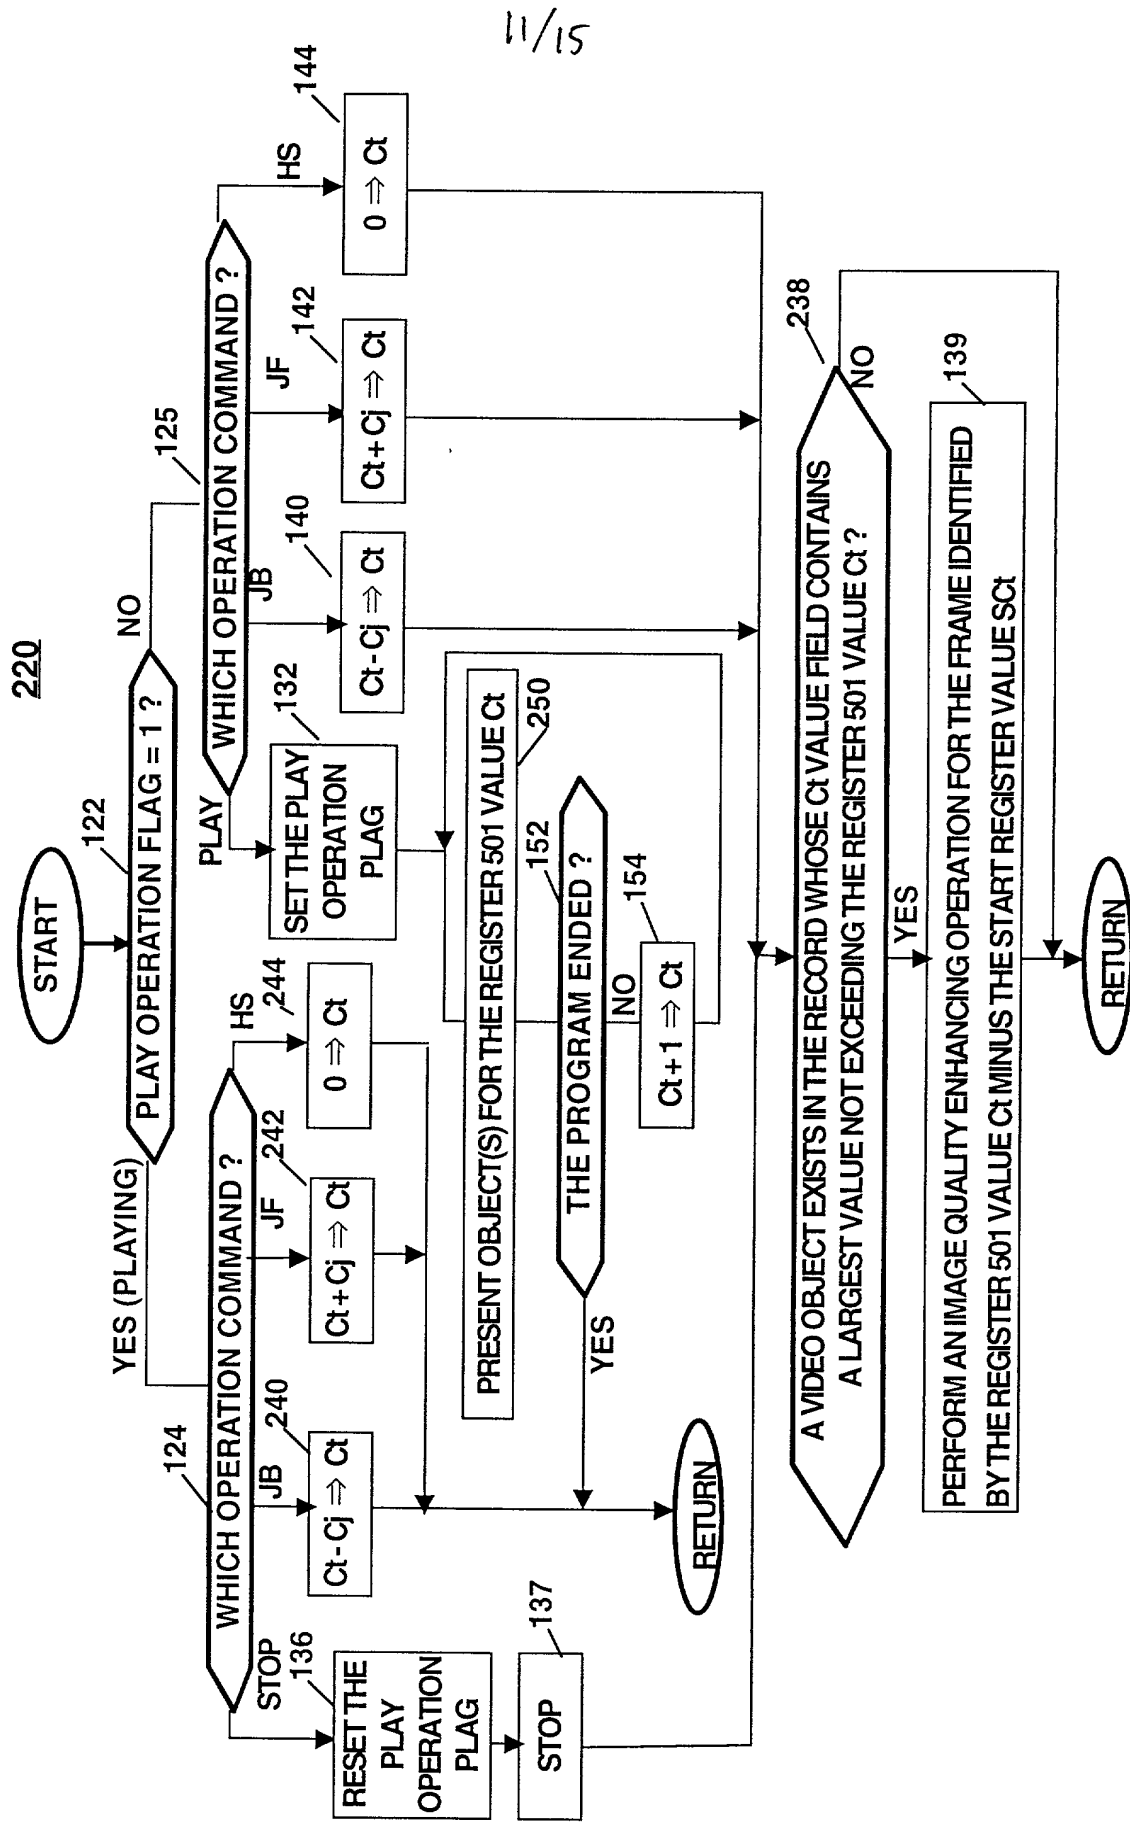 11/15
220
START
122
PLAY OPERATION FLAG = 1 ?
YES (PLAYING)
NO
124
WHICH OPERATION COMMAND ?
125
WHICH OPERATION COMMAND ?
STOP
JB
JF
HS
PLAY
JB
JF
HS
136
RESET THE
PLAY
OPERATION
PLAG
240
Ct - Cj ⇒ Ct
242
Ct + Cj ⇒ Ct
244
0 ⇒ Ct
132
SET THE PLAY
OPERATION
PLAG
140
Ct - Cj ⇒ Ct
142
Ct + Cj ⇒ Ct
144
0 ⇒ Ct
137
STOP
PRESENT OBJECT(S) FOR THE REGISTER 501 VALUE Ct
250
152
THE PROGRAM ENDED ?
YES
NO
154
Ct + 1 ⇒ Ct
RETURN
238
A VIDEO OBJECT EXISTS IN THE RECORD WHOSE Ct VALUE FIELD CONTAINS
A LARGEST VALUE NOT EXCEEDING THE REGISTER 501 VALUE Ct ?
NO
YES
139
PERFORM AN IMAGE QUALITY ENHANCING OPERATION FOR THE FRAME IDENTIFIED
BY THE REGISTER 501 VALUE Ct MINUS THE START REGISTER VALUE SCt
RETURN